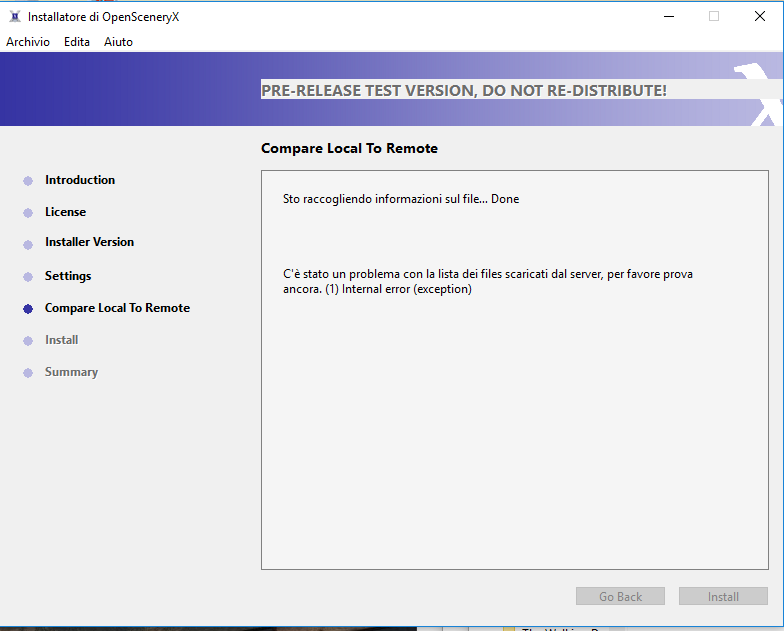 Installatore di OpenSceneryX
Archivio Edita Aiuto
PRE-RELEASE TEST VERSION, DO NOT RE-DISTRIBUTE!
Compare Local To Remote
Introduction
License
Installer Version
Settings
Compare Local To Remote
Install
Summary
Sto raccogliendo informazioni sul file... Done
C'è stato un problema con la lista dei files scaricati dal server, per favore prova
ancora. (1) Internal error (exception)
Go Back
Install